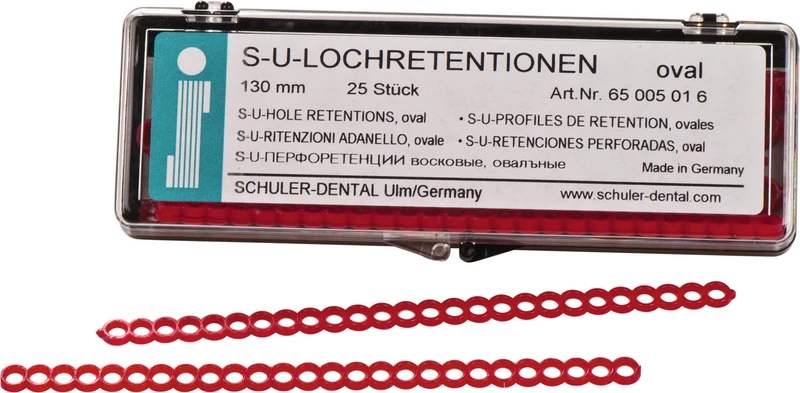 S-U-LOCHRETENTIONEN oval
130 mm 25 Stück Art.Nr. 65 005 01 6
S-U-HOLE RETENTIONS, oval • S-U-PROFILES DE RETENTION, ovales
S-U-RITENZIONI ADANELLO, ovale • S-U-RETENCIONES PERFORADAS, oval
S-U-ПЕРФОРЕТЕНЦИИ восковые, овалъные Made in Germany
SCHULER-DENTAL Ulm/Germany www.schuler-dental.com